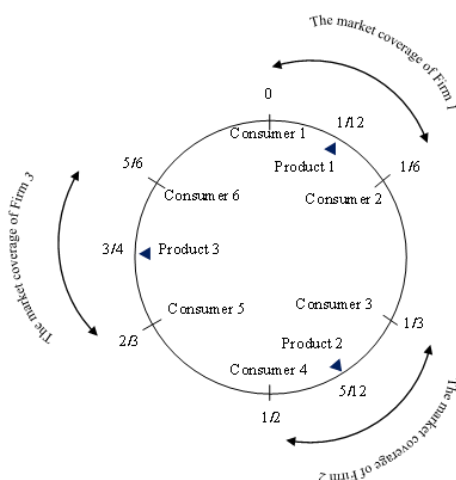 The market coverage of Firm 1
0
1/12
Consumer 1
Product 1
1/6
5/6
Consumer 6
Consumer 2
The market coverage of Firm 3
3/4
Product 3
Consumer 5
Consumer 3
1/3
2/3
Product 2
Consumer 4
5/12
1/2
The market coverage of Firm 2